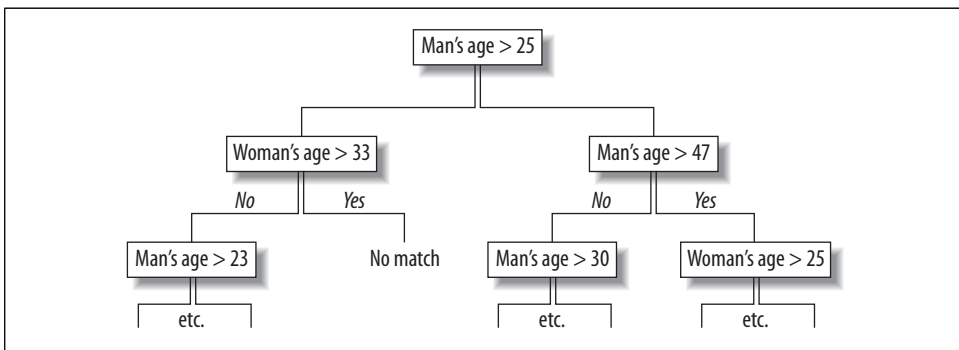 Man's age > 25
Woman's age > 33
Man's age > 47
No
Yes
No
Yes
Man's age > 23
No match
Man's age > 30
Woman's age > 25
etc.
etc.
etc.